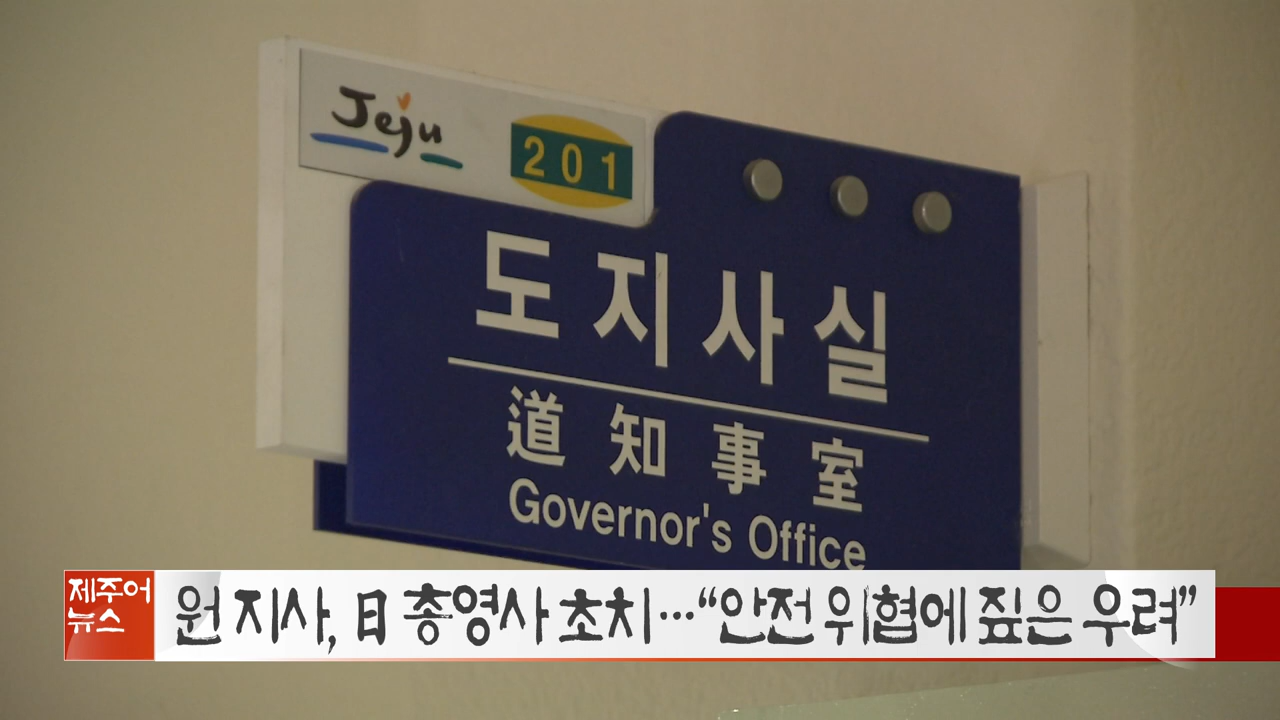 Jeju
201
도지사실
道知事室
Governor's Office
제주어
뉴스
원 지사, 日 총영사 초치…“안전 위협에 짚은 우려”